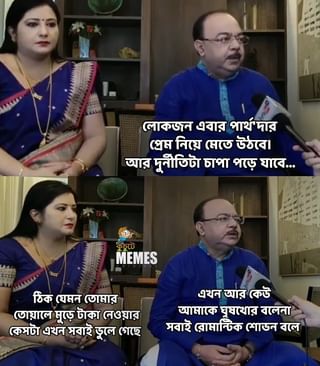 লোকজন এবার পার্থ'দার
প্রেম নিয়ে মেতে উঠবে।
আর দুর্নীতিটা চাপা পড়ে যাবে...
কুচুটে
MEMES
ঠিক যেমন তোমার
তোয়ালে মুড়ে টাকা নেওয়ার
কেসটা এখন সবাই ভুলে গেছে
এখন আর কেউ
আমাকে ঘুষখোর বলেনা
সবাই রোমান্টিক শোভন বলে